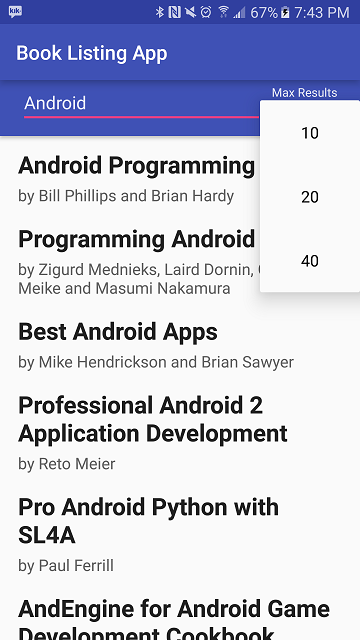 kik 67% 7:43 PM
Book Listing App
Max Results
Android
10
20
40
Android Programming
by Bill Phillips and Brian Hardy
Programming Android
by Zigurd Mednieks, Laird Dornin,
Meike and Masumi Nakamura
Best Android Apps
by Mike Hendrickson and Brian Sawyer
Professional Android 2
Application Development
by Reto Meier
Pro Android Python with
SL4A
by Paul Ferrill
AndEngine for Android Game
Development Cookbook